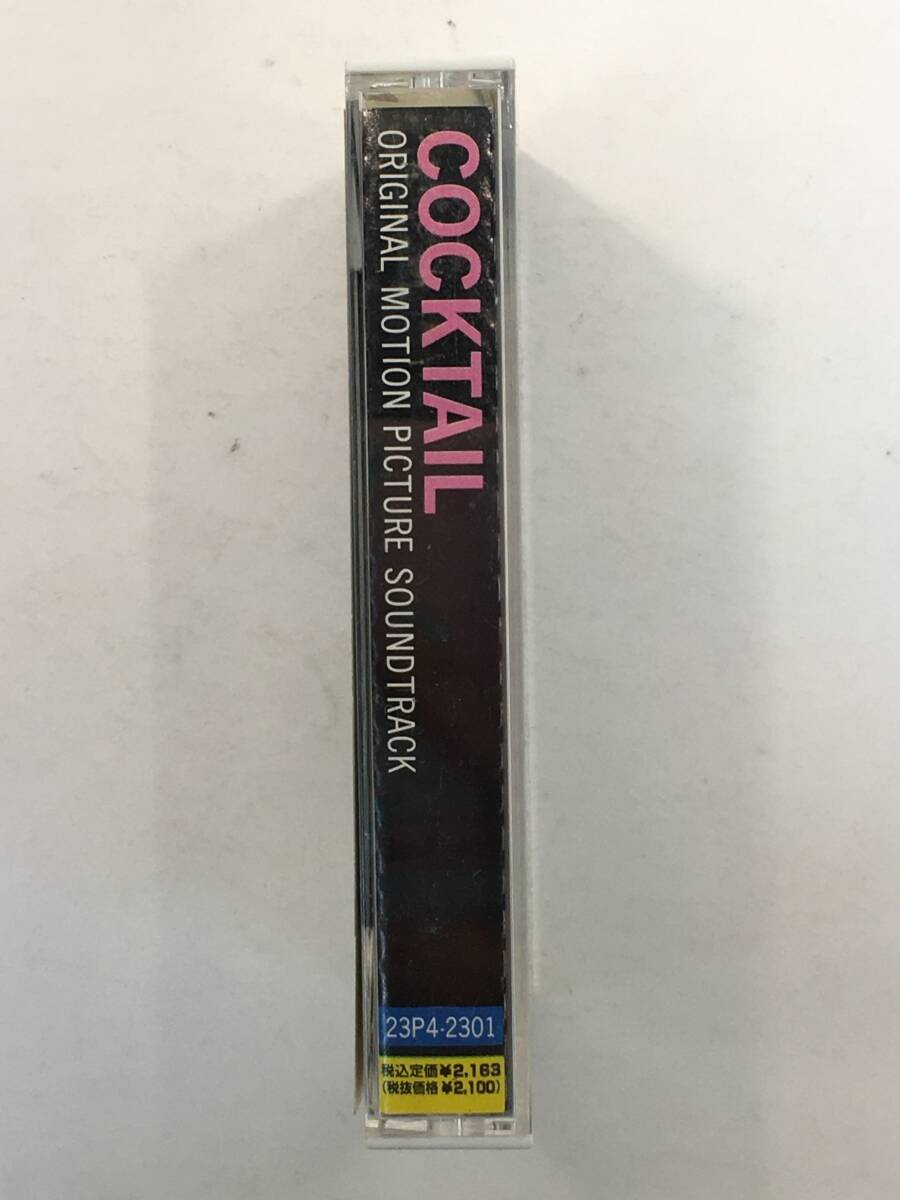 COCKTAIL
ORIGINAL MOTION PICTURE SOUNDTRACK
23P4-2301
税込定価¥2,163
(税抜価格¥2,100)